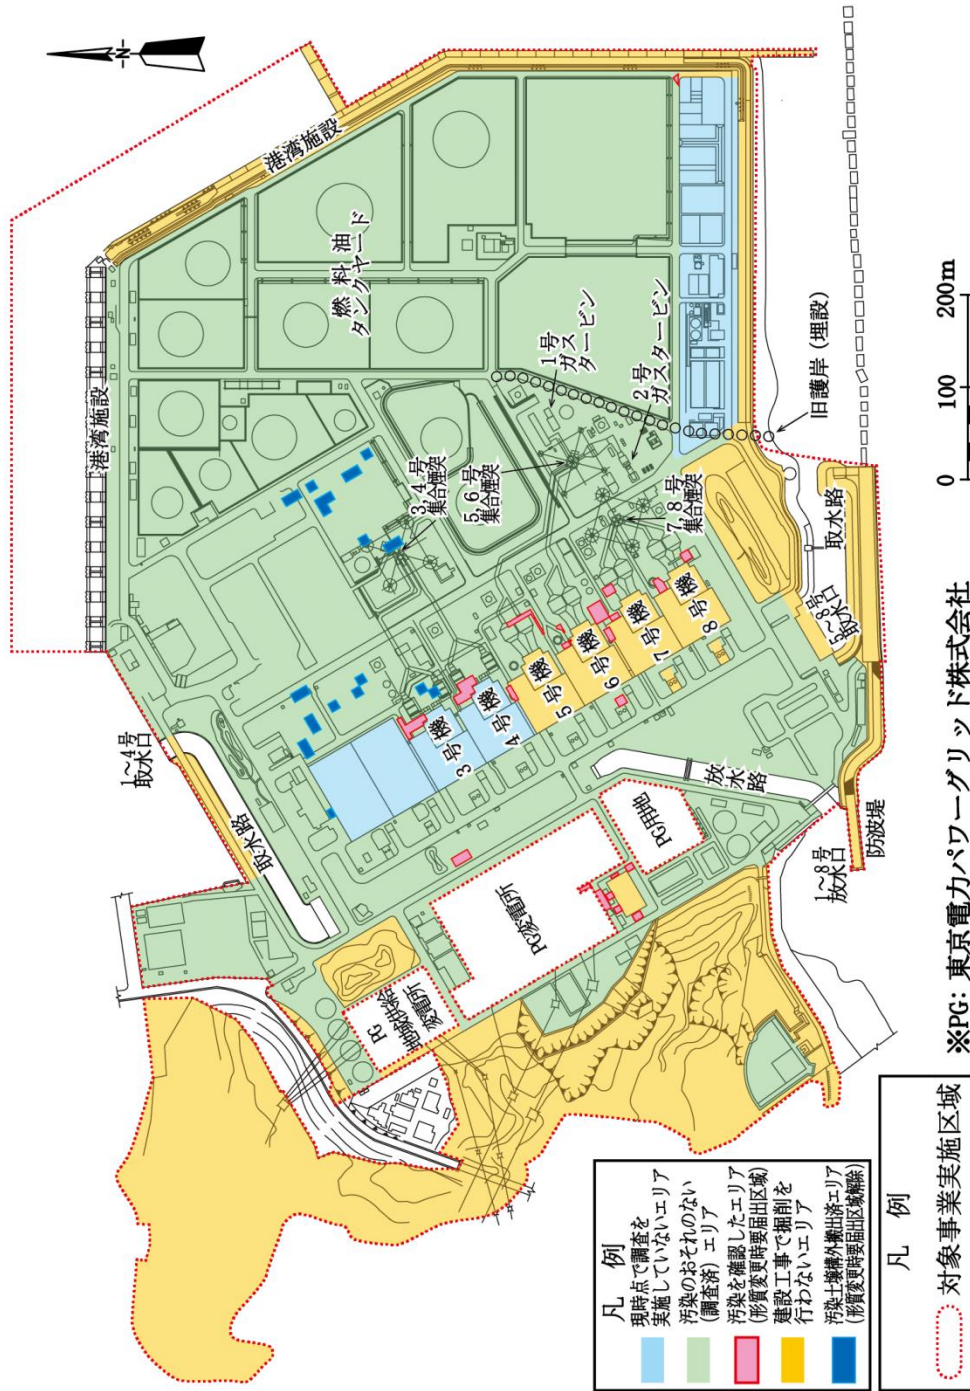 N
港湾施設
港湾施設
燃料油
タンクヤード
1号
ガス
タービン
2号
ガスタービン
旧護岸(埋設)
3,4号
集合煙突
5,6号
集合煙突
7,8号
集合煙突
1~4号
取水口
取水路
3号機
4号機
5号機
6号機
7号機
8号機
5~8号
取水口
取水路
放水路
防波堤
1~8号
放水口
PG用地
PG変電所
PG
地域供給
変電所
0 100 200m
※PG: 東京電力パワーグリッド株式会社
凡例
現時点で調査を
実施していないエリア
汚染のおそれのない
(調査済)エリア
汚染を確認したエリア
(形質変更時要届出区域)
建設工事で掘削を
行わないエリア
汚染土壌構外搬出済エリア
(形質変更時要届出区域解除)
凡例
対象事業実施区域